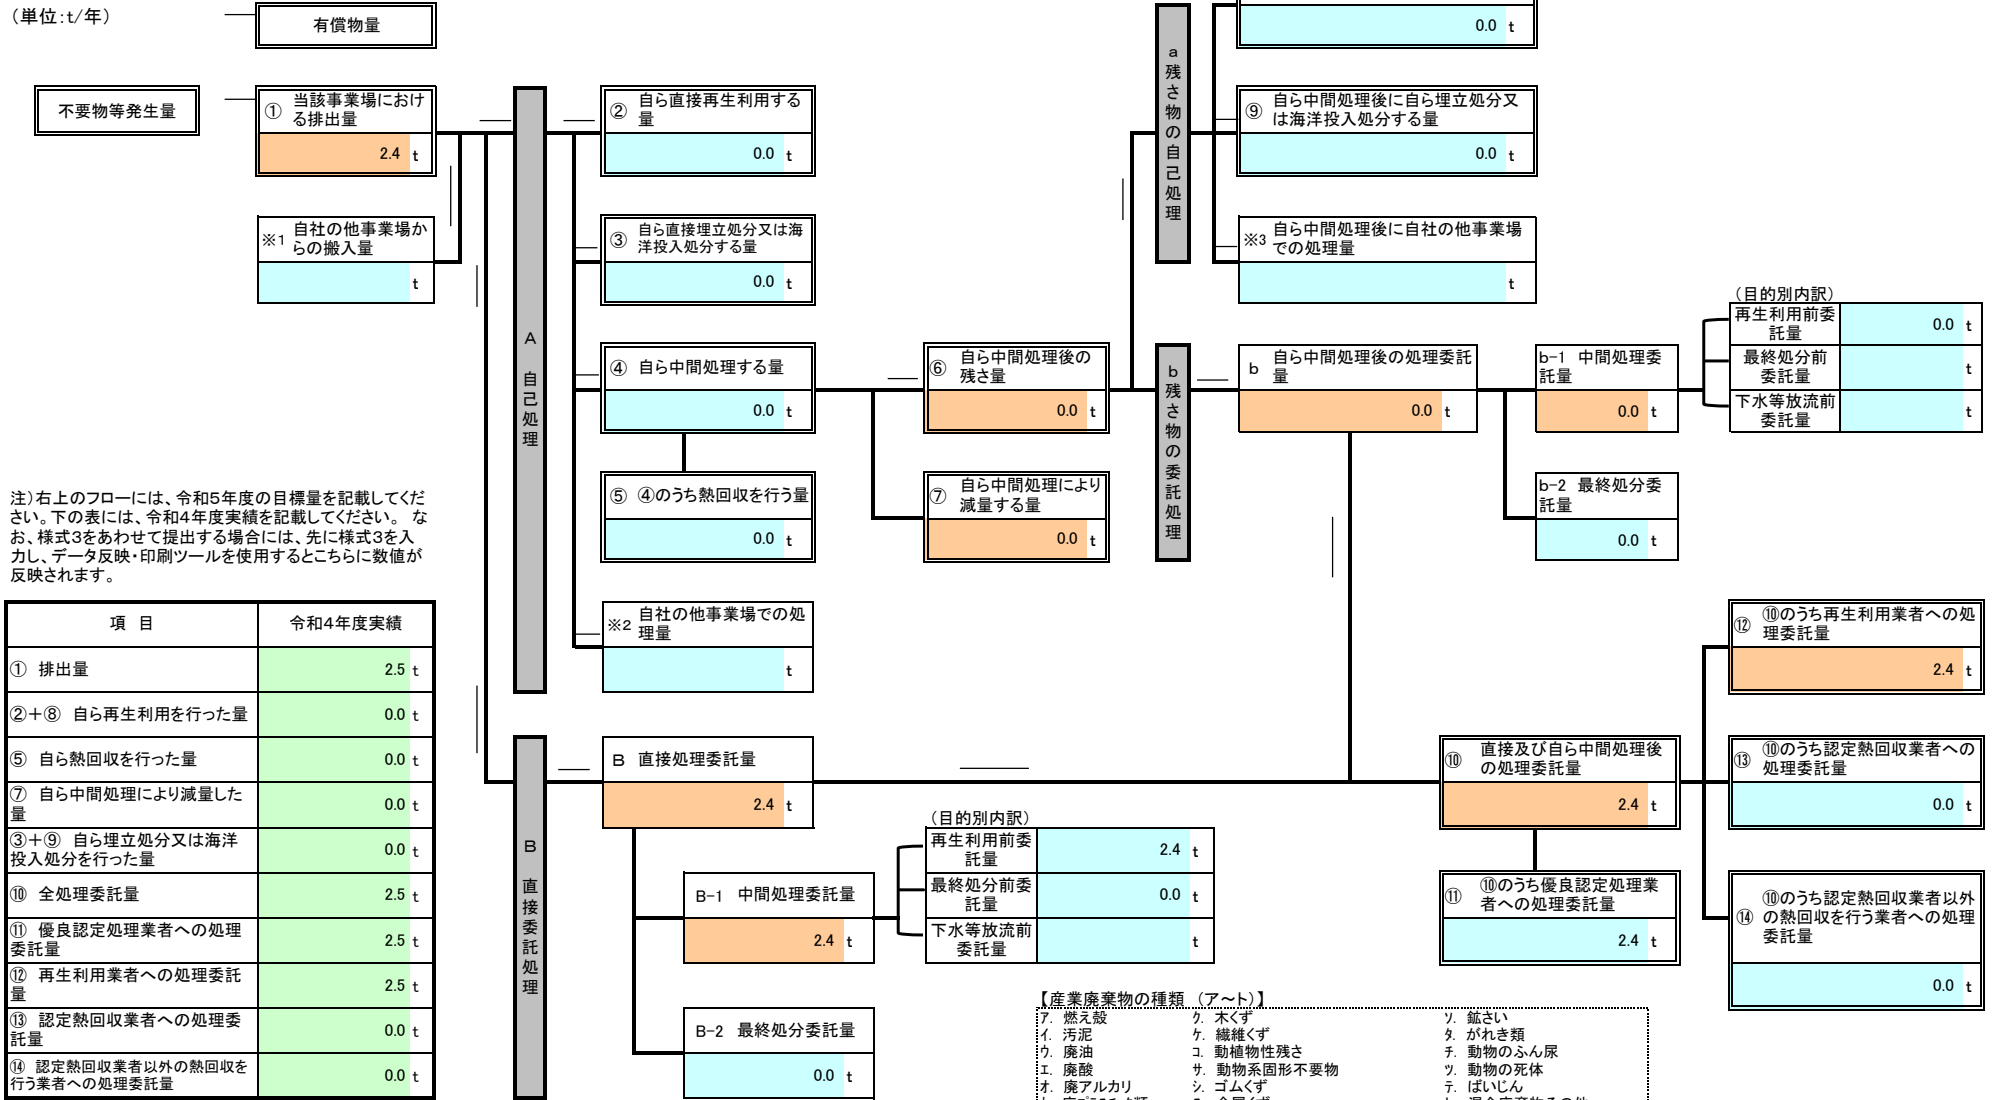 （単位：t/年）
有償物量
0.0 t
不要物等発生量
① 当該事業場におけ
る排出量
2.4 t
② 自ら直接再生利用する
量
0.0 t
a 残さ物の自己処理
⑨ 自ら中間処理後に自ら埋立処分又
は海洋投入処分する量
0.0 t
※1 自社の他事業場か
らの搬入量
t
③ 自ら直接埋立処分又は海
洋投入処分する量
0.0 t
※3 自ら中間処理後に自社の他事業場
での処理量
t
A 自己処理
④ 自ら中間処理する量
0.0 t
⑥ 自ら中間処理後の
残さ量
0.0 t
b 残さ物の委託処理
b 自ら中間処理後の処理委託
量
0.0 t
b-1 中間処理委
託量
0.0 t
（目的別内訳）
再生利用前委
託量
0.0 t
最終処分前
委託量
t
下水等放流前
委託量
t
⑤ ④のうち熱回収を行う量
0.0 t
⑦ 自ら中間処理により
減量する量
0.0 t
b-2 最終処分委
託量
0.0 t
注）右上のフローには、令和５年度の目標量を記載してくだ
さい。下の表には、令和４年度実績を記載してください。 な
お、様式３をあわせて提出する場合には、先に様式３を入
力し、データ反映・印刷ツールを使用するとこちらに数値が
反映されます。
※２ 自社の他事業場での処
理量
t
項 目 令和４年度実績
① 排出量 2.5 t
②＋⑧ 自ら再生利用を行った量 0.0 t
⑤ 自ら熱回収を行った量 0.0 t
⑦ 自ら中間処理により減量した
量 0.0 t
③＋⑨ 自ら埋立処分又は海洋
投入処分を行った量 0.0 t
⑩ 全処理委託量 2.5 t
⑪ 優良認定処理業者への処理
委託量 2.5 t
⑫ 再生利用業者への処理委託
量 2.5 t
⑬ 認定熱回収業者への処理委
託量 0.0 t
⑭ 認定熱回収業者以外の熱回収を
行う業者への処理委託量 0.0 t
B 直接委託処理
B 直接処理委託量
2.4 t
B-1 中間処理委託量
2.4 t
（目的別内訳）
再生利用前委
託量
2.4 t
最終処分前委
託量
0.0 t
下水等放流前
委託量
t
B-2 最終処分委託量
0.0 t
⑩ 直接及び自ら中間処理後
の処理委託量
2.4 t
⑪ ⑩のうち優良認定処理業
者への処理委託量
2.4 t
⑫ ⑩のうち再生利用業者への処
理委託量
2.4 t
⑬ ⑩のうち認定熱回収業者への
処理委託量
0.0 t
⑭ ⑩のうち認定熱回収業者以外
の熱回収を行う業者への処理
委託量
0.0 t
【産業廃棄物の種類 （ア～ト）】
ｱ. 燃え殻 ｸ. 木くず ｿ. 鉱さい
ｲ. 汚泥 ｹ. 繊維くず ﾀ. がれき類
ｳ. 廃油 ｺ. 動植物性残さ ﾁ. 動物のふん尿
ｴ. 廃酸 ｻ. 動物系固形不要物 ﾂ. 動物の死体
ｵ. 廃アルカリ ｼ. ゴムくず ﾃ. ばいじん